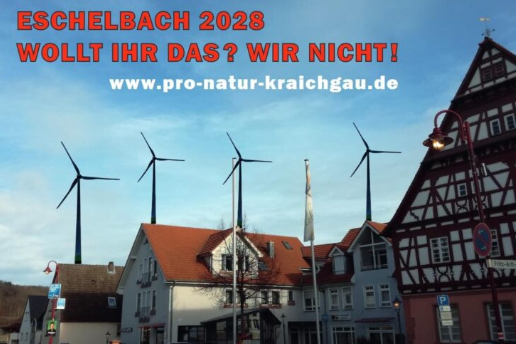 ESCHELBACH 2028
WOLLT IHR DAS? WIR NICHT!
www.pro-natur-kraichgau.de
P